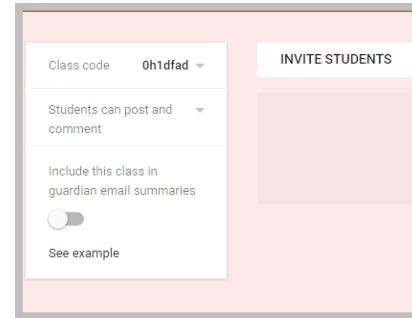 Class code 0h1dfad
INVITE STUDENTS
Students can post and
comment
Include this class in
guardian email summaries
See example